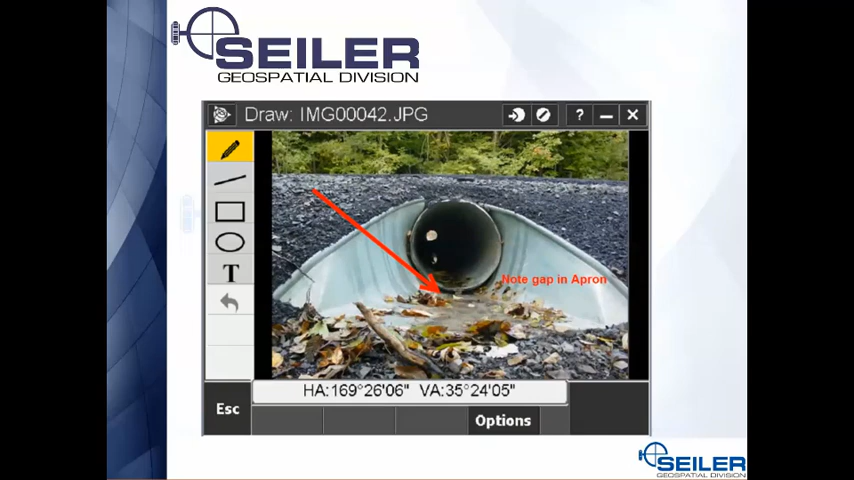 SEILER
GEOSPATIAL DIVISION
Draw: IMG00042.JPG
?
T
Note gap in Apron
HA:169°26'06" VA:35°24'05"
Esc
Options
SEILER
GEOSPATIAL DIVISION